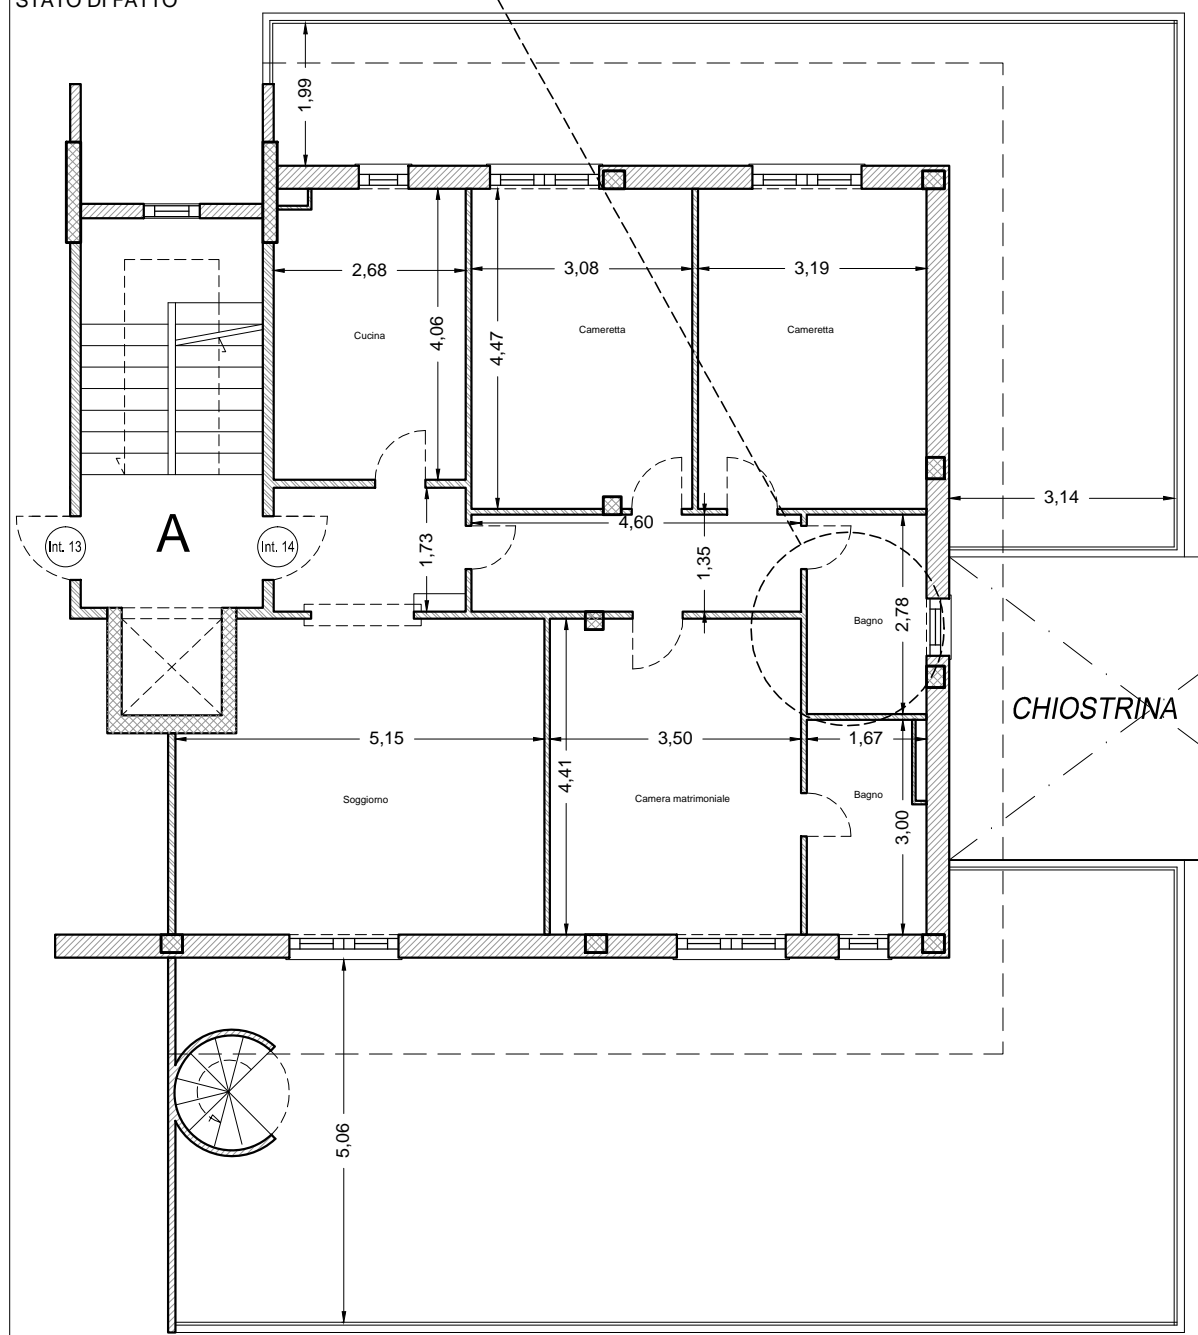 STATO DI FATTO
1,99
2,68
3,08
3,19
4,06
4,47
Cucina
Cameretta
Cameretta
3,14
4,60
Int. 13
A
Int. 14
1,73
1,35
Bagno
2,78
CHIOSTRINA
5,15
3,50
1,67
4,41
Soggiorno
Camera matrimoniale
Bagno
3,00
5,06